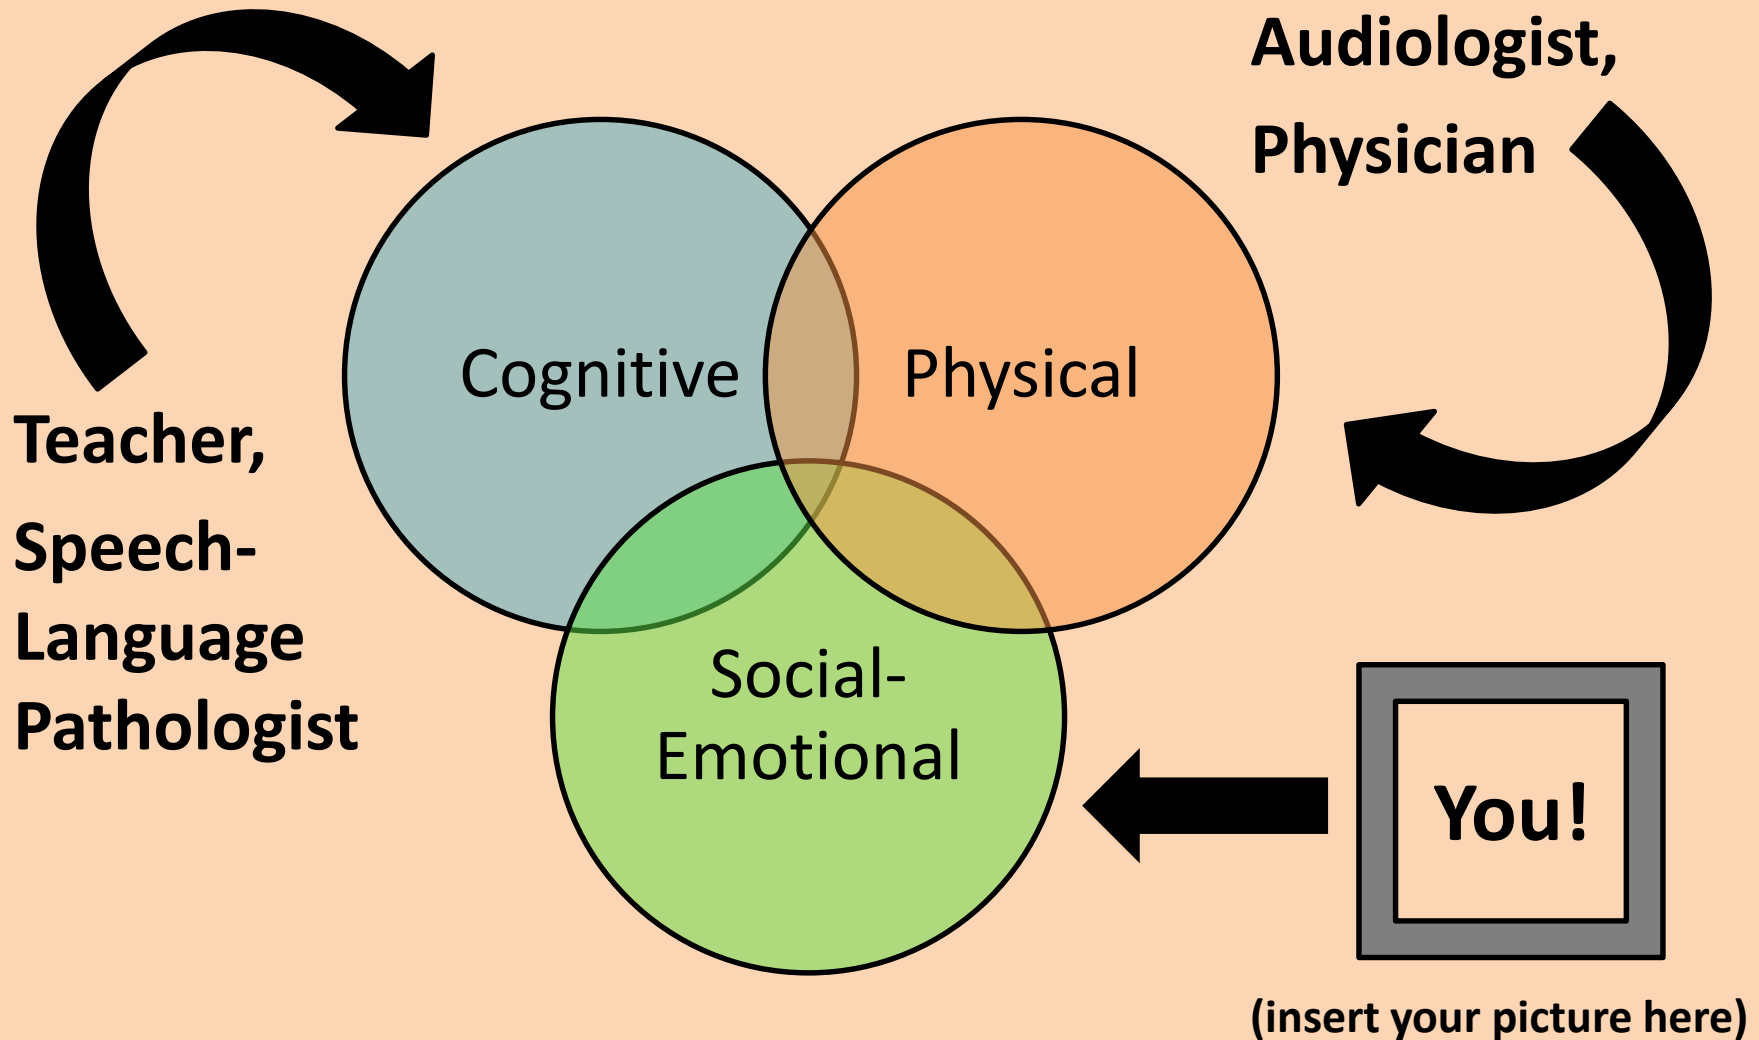 Audiologist,
Physician
Cognitive
Physical
Teacher,
Speech-
Language
Pathologist
Social-
Emotional
You!
(insert your picture here)